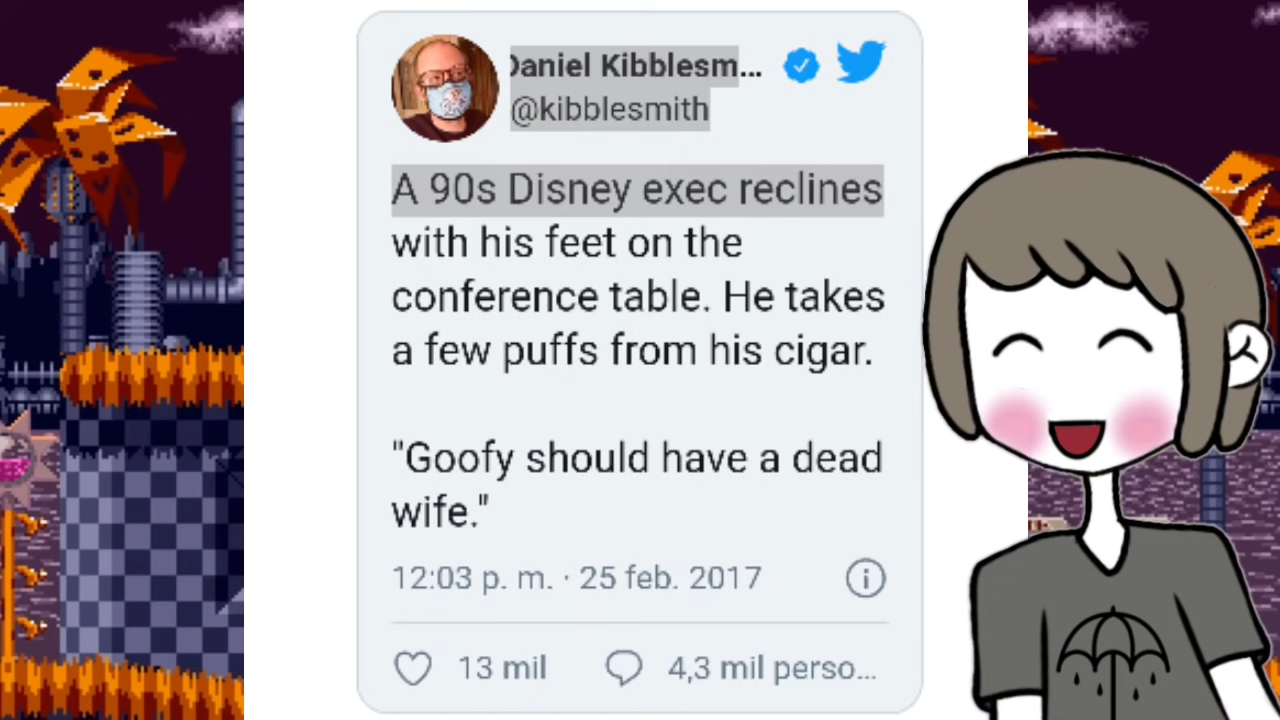 Daniel Kibblesm...
@kibblesmith
A 90s Disney exec reclines
with his feet on the
conference table. He takes
a few puffs from his cigar.
"Goofy should have a dead
wife."
12:03 p. m. · 25 feb. 2017
13 mil 4,3 mil perso...